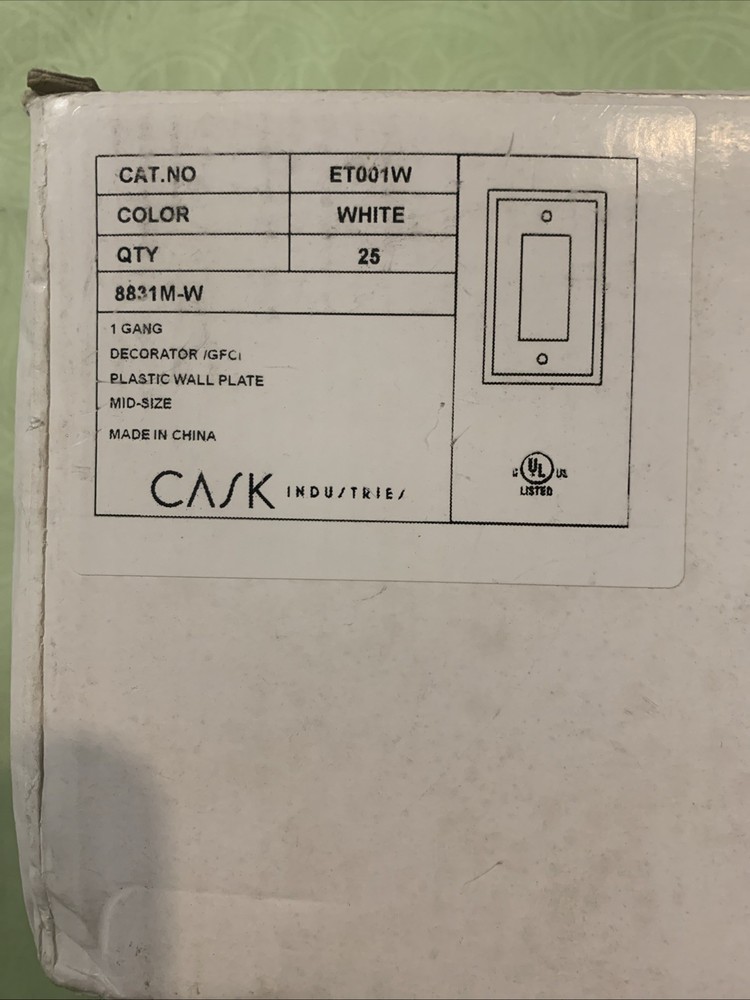 CAT.NO ET001W
COLOR WHITE
QTY 25
8831M-W
1 GANG
DECORATOR /GFCI
PLASTIC WALL PLATE
MID-SIZE
MADE IN CHINA
CASK INDUSTRIES
C UL US
LISTED